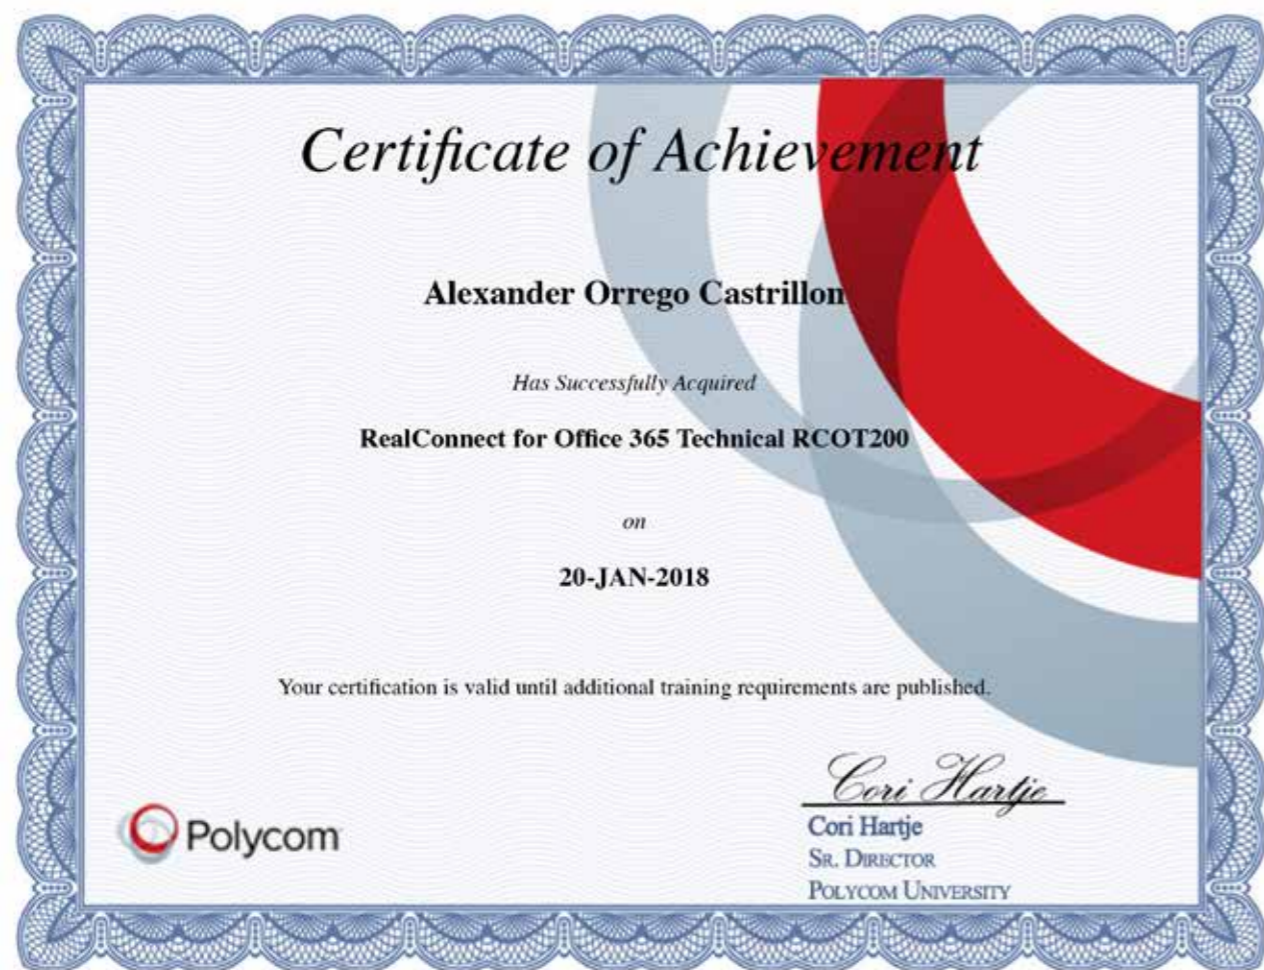 Certificate of Achievement
Alexander Orrego Castrillon
Has Successfully Acquired
RealConnect for Office 365 Technical RCOT200
on
20-JAN-2018
Your certification is valid until additional training requirements are published.
Cori Hartje
Polycom
Cori Hartje
SR. DIRECTOR
POLYCOM UNIVERSITY